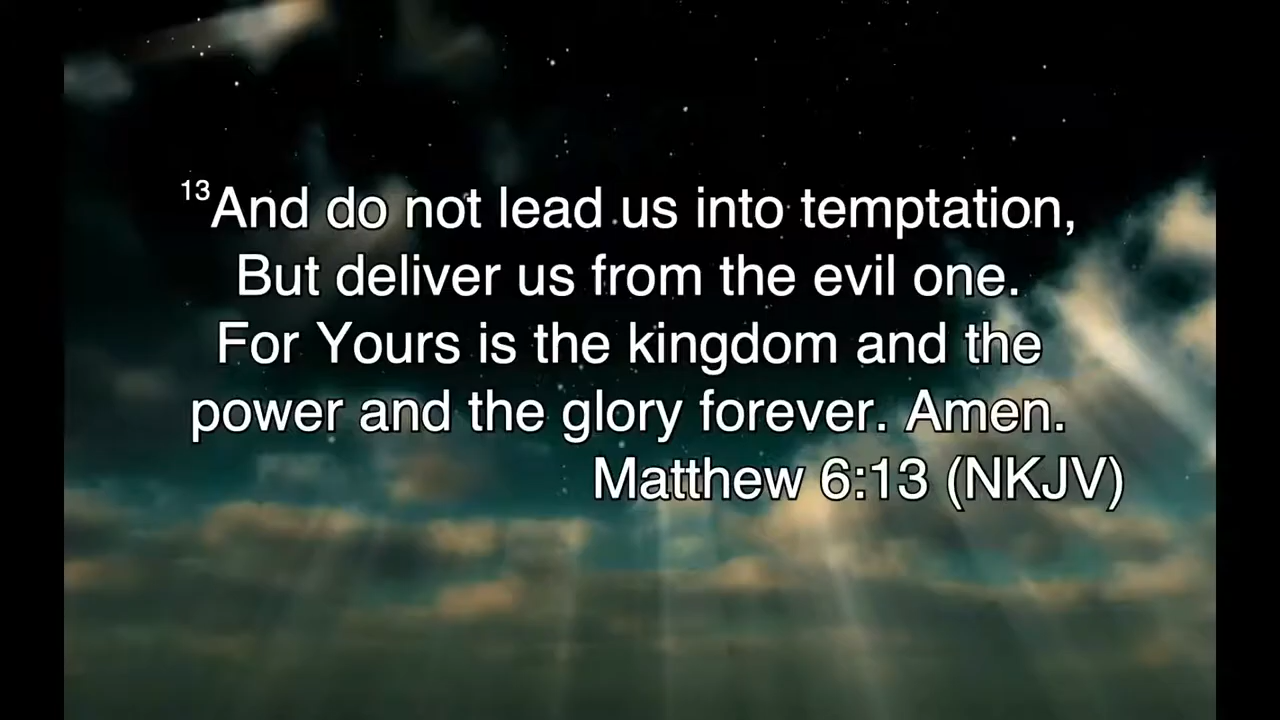 13And do not lead us into temptation,
But deliver us from the evil one.
For Yours is the kingdom and the
power and the glory forever. Amen.
Matthew 6:13 (NKJV)